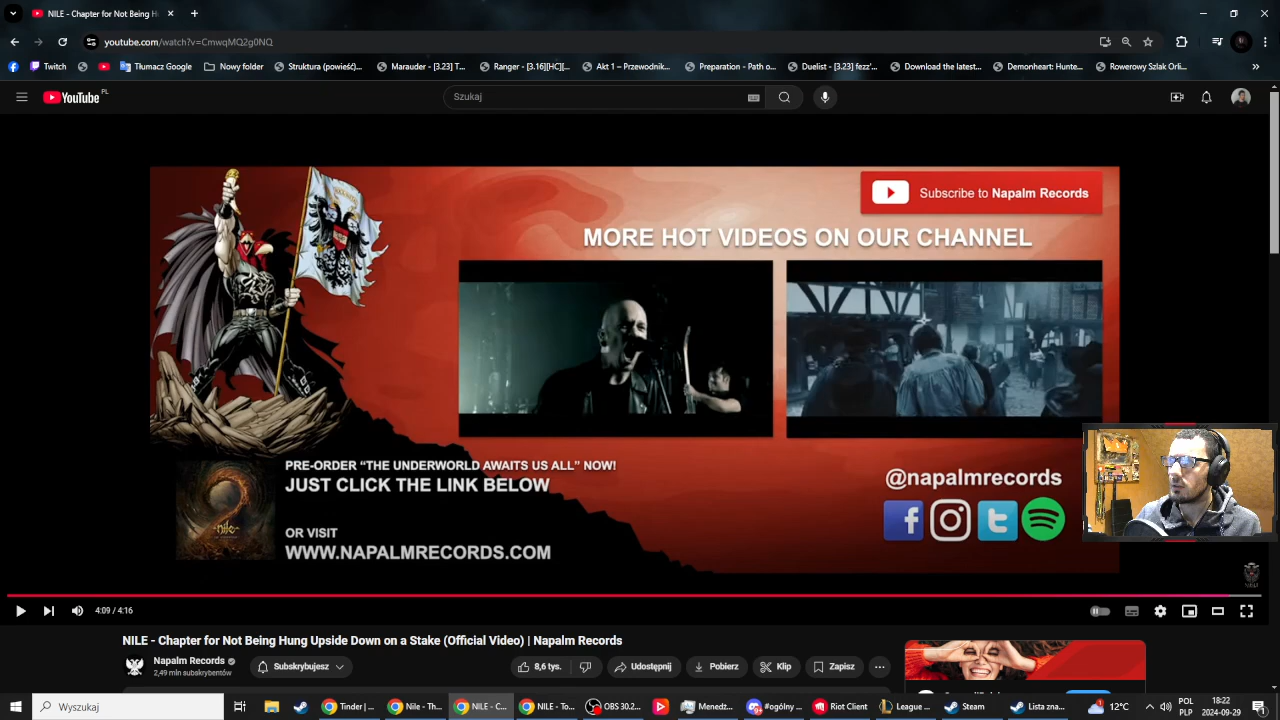 NILE - Chapter for Not Being H
youtube.com/watch?v=CmwqMQ2g0NQ
Twitch
Tłumacz Google
Nowy folder
Struktura (powieść)...
Marauder - [3.23] T...
Ranger - [3.16][HC][...
Akt 1 – Przewodnik...
Preparation - Path o...
Duelist - [3.23] fezz'...
Download the latest...
Demonheart: Hunte...
Rowerowy Szlak Orli...
YouTube PL
Szukaj
Subscribe to Napalm Records
MORE HOT VIDEOS ON OUR CHANNEL
PRE-ORDER “THE UNDERWORLD AWAITS US ALL” NOW!
JUST CLICK THE LINK BELOW
@napalmrecords
nile
OR VISIT
WWW.NAPALMRECORDS.COM
4:09 / 4:16
NILE - Chapter for Not Being Hung Upside Down on a Stake (Official Video) | Napalm Records
Napalm Records
2,49 mln subskrybentów
Subskrybujesz
8,6 tys.
Udostępnij
Pobierz
Klip
Zapisz
Wyszukaj
Tinder | ...
Nile - Th...
NILE - C...
NILE - To...
OBS 30.2...
Menedż...
#ogólny ...
Riot Client
League ...
Steam
Lista zna...
12°C
POL
PLP
18:22
2024-09-29